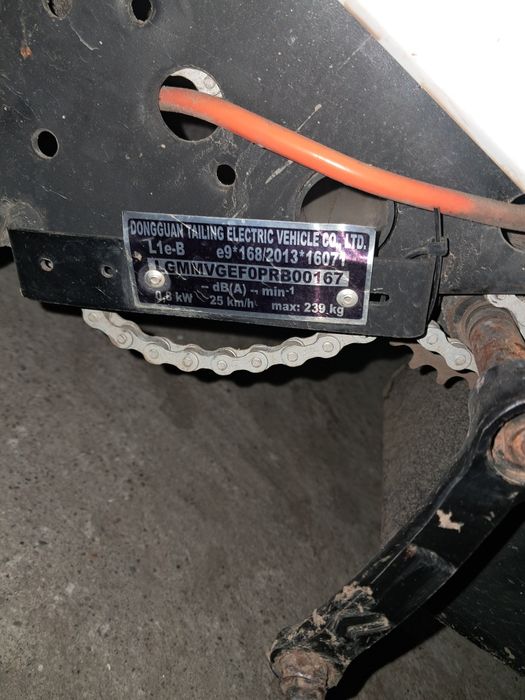 DONGGUAN TAILING ELECTRIC VEHICLE CO., LTD.
L1e-B e9*168/2013*16071
LGMNVGEF0PRB00167
– dB(A) – min-1
0.8 kW 25 km/h max: 239 kg